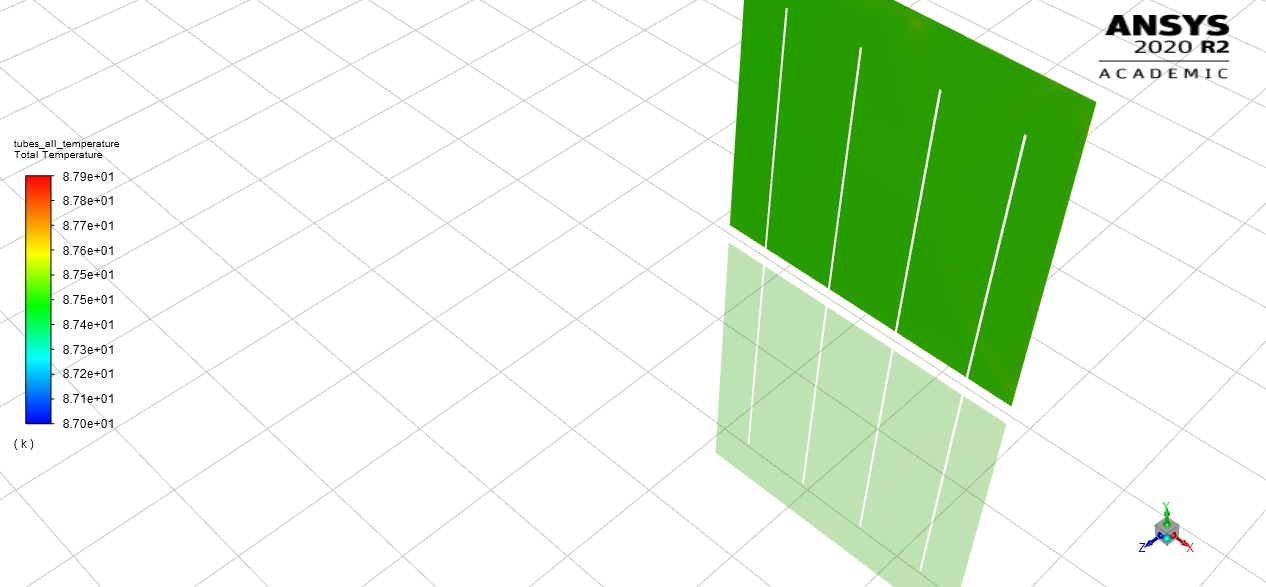 ANSYS
2020 R2
ACADEMIC
tubes_all_temperature
Total Temperature
8.79e+01
8.78e+01
8.77e+01
8.76e+01
8.75e+01
8.75e+01
8.74e+01
8.73e+01
8.72e+01
8.71e+01
8.70e+01
( k )
Y
Z
X